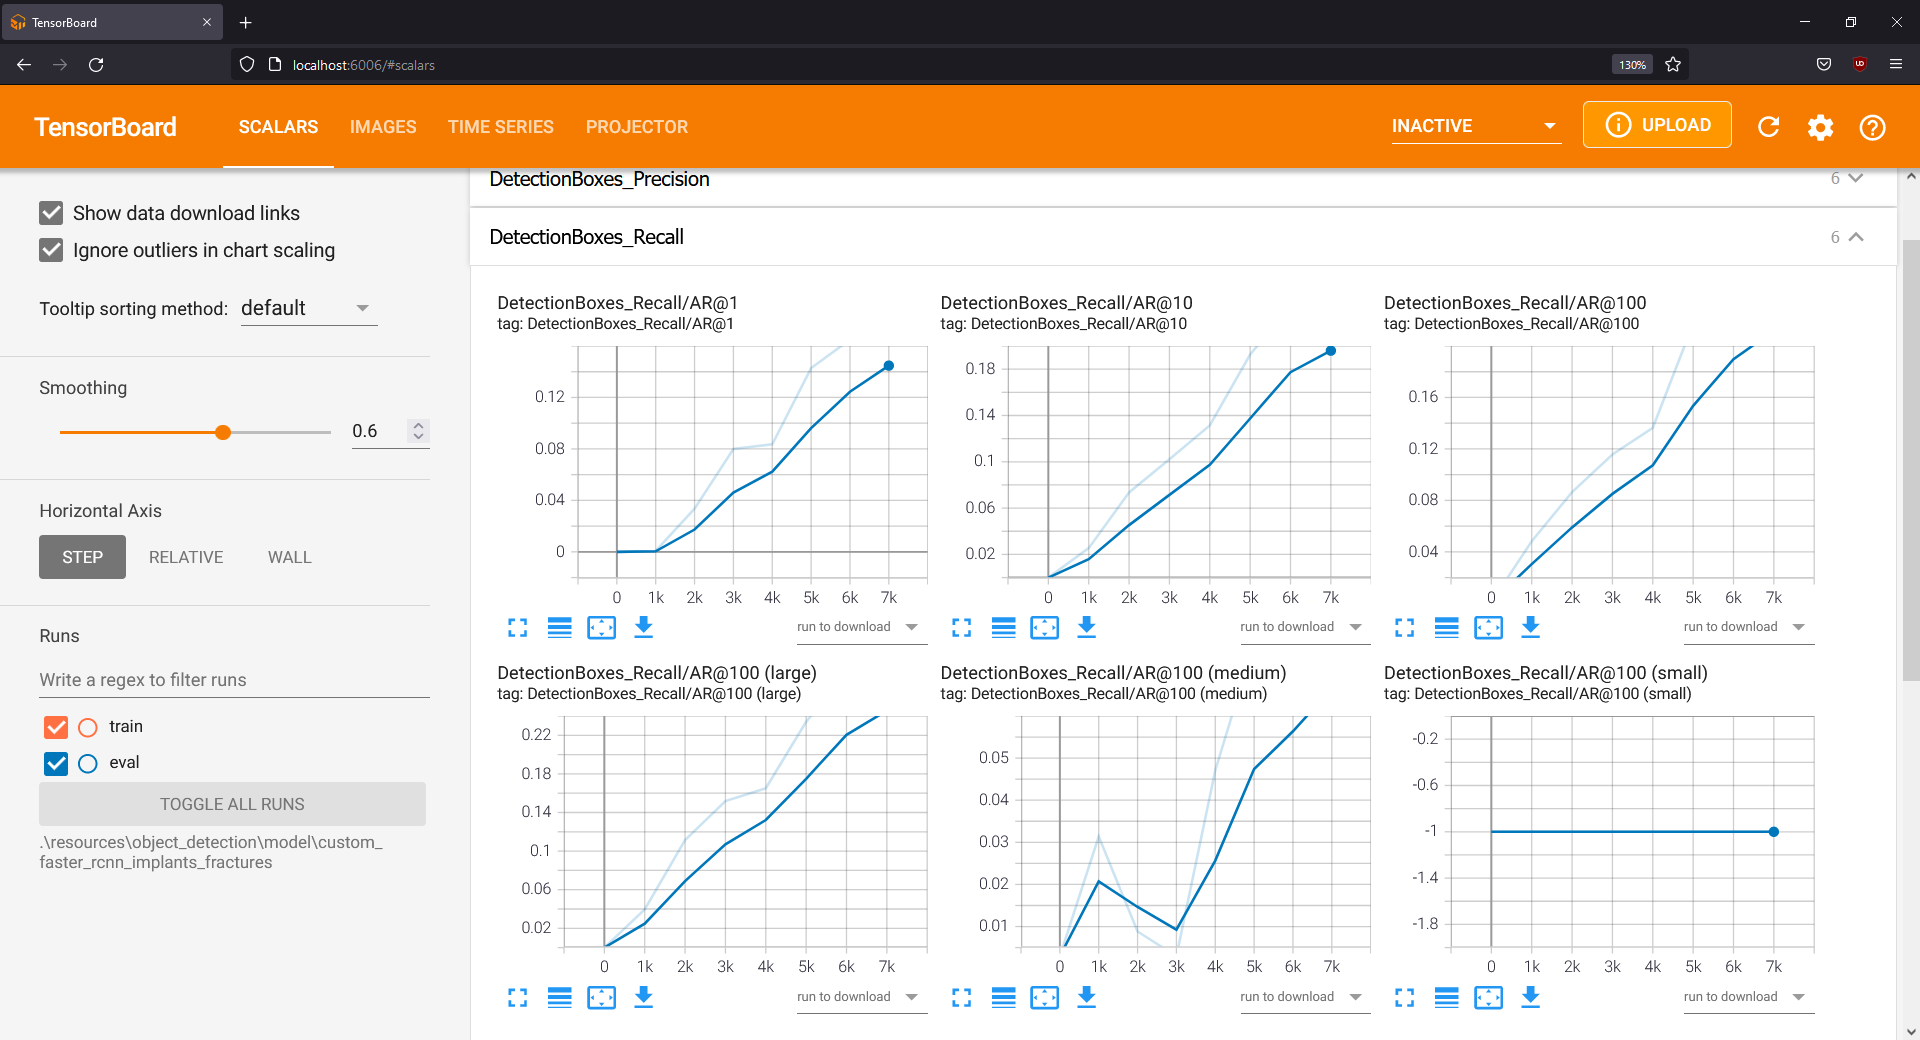 TensorBoard
localhost:6006/#scalars
130%
TensorBoard
SCALARS
IMAGES
TIME SERIES
PROJECTOR
INACTIVE
UPLOAD
Show data download links
Ignore outliers in chart scaling
Tooltip sorting method: default
Smoothing
0.6
Horizontal Axis
STEP RELATIVE WALL
Runs
Write a regex to filter runs
train
eval
TOGGLE ALL RUNS
.\resources\object_detection\model\custom_
faster_rcnn_implants_fractures
DetectionBoxes_Precision
6
DetectionBoxes_Recall
6
DetectionBoxes_Recall/AR@1
tag: DetectionBoxes_Recall/AR@1
0.12
0.08
0.04
0
0 1k 2k 3k 4k 5k 6k 7k
run to download
DetectionBoxes_Recall/AR@10
tag: DetectionBoxes_Recall/AR@10
0.18
0.14
0.1
0.06
0.02
0 1k 2k 3k 4k 5k 6k 7k
run to download
DetectionBoxes_Recall/AR@100
tag: DetectionBoxes_Recall/AR@100
0.16
0.12
0.08
0.04
0 1k 2k 3k 4k 5k 6k 7k
run to download
DetectionBoxes_Recall/AR@100 (large)
tag: DetectionBoxes_Recall/AR@100 (large)
0.22
0.18
0.14
0.1
0.06
0.02
0 1k 2k 3k 4k 5k 6k 7k
run to download
DetectionBoxes_Recall/AR@100 (medium)
tag: DetectionBoxes_Recall/AR@100 (medium)
0.05
0.04
0.03
0.02
0.01
0 1k 2k 3k 4k 5k 6k 7k
run to download
DetectionBoxes_Recall/AR@100 (small)
tag: DetectionBoxes_Recall/AR@100 (small)
-0.2
-0.6
-1
-1.4
-1.8
0 1k 2k 3k 4k 5k 6k 7k
run to download